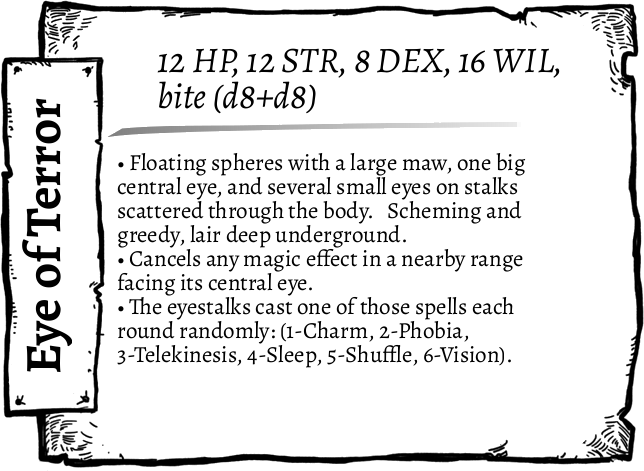 Eye of Terror
12 HP, 12 STR, 8 DEX, 16 WIL,
bite (d8+d8)
• Floating spheres with a large maw, one big
central eye, and several small eyes on stalks
scattered through the body. Scheming and
greedy, lair deep underground.
• Cancels any magic effect in a nearby range
facing its central eye.
• The eyestalks cast one of those spells each
round randomly: (1-Charm, 2-Phobia,
3-Telekinesis, 4-Sleep, 5-Shuffle, 6-Vision).